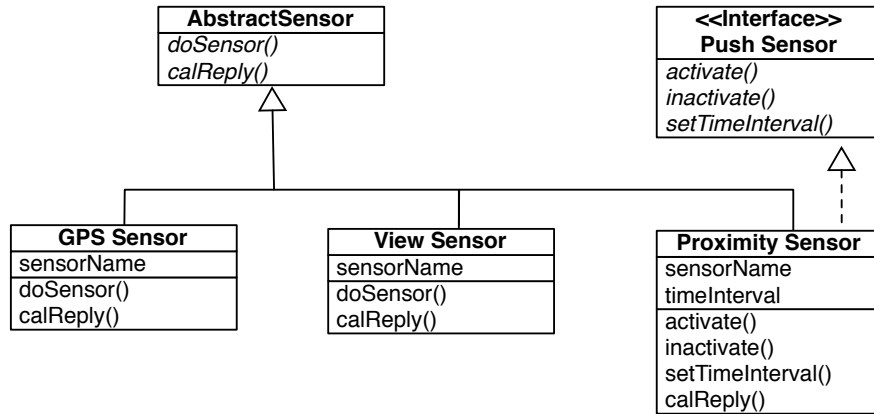 AbstractSensor
doSensor()
calReply()
<<Interface>>
Push Sensor
activate()
inactivate()
setTimeInterval()
GPS Sensor
sensorName
doSensor()
calReply()
View Sensor
sensorName
doSensor()
calReply()
Proximity Sensor
sensorName
timeInterval
activate()
inactivate()
setTimeInterval()
calReply()